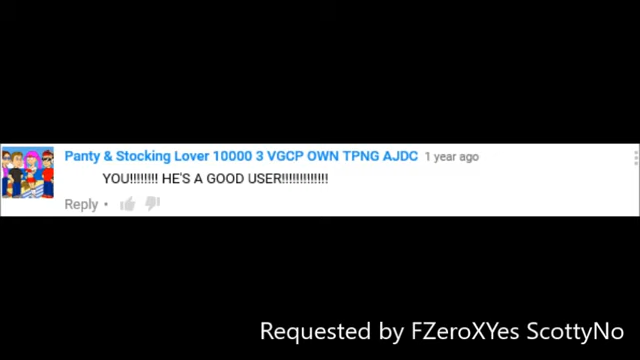 Panty & Stocking Lover 10000 3 VGCP OWN TPNG AJDC 1 year ago
YOU!!!!!!!! HE'S A GOOD USER!!!!!!!!!!!!!
Reply •
Requested by FZeroXYes ScottyNo